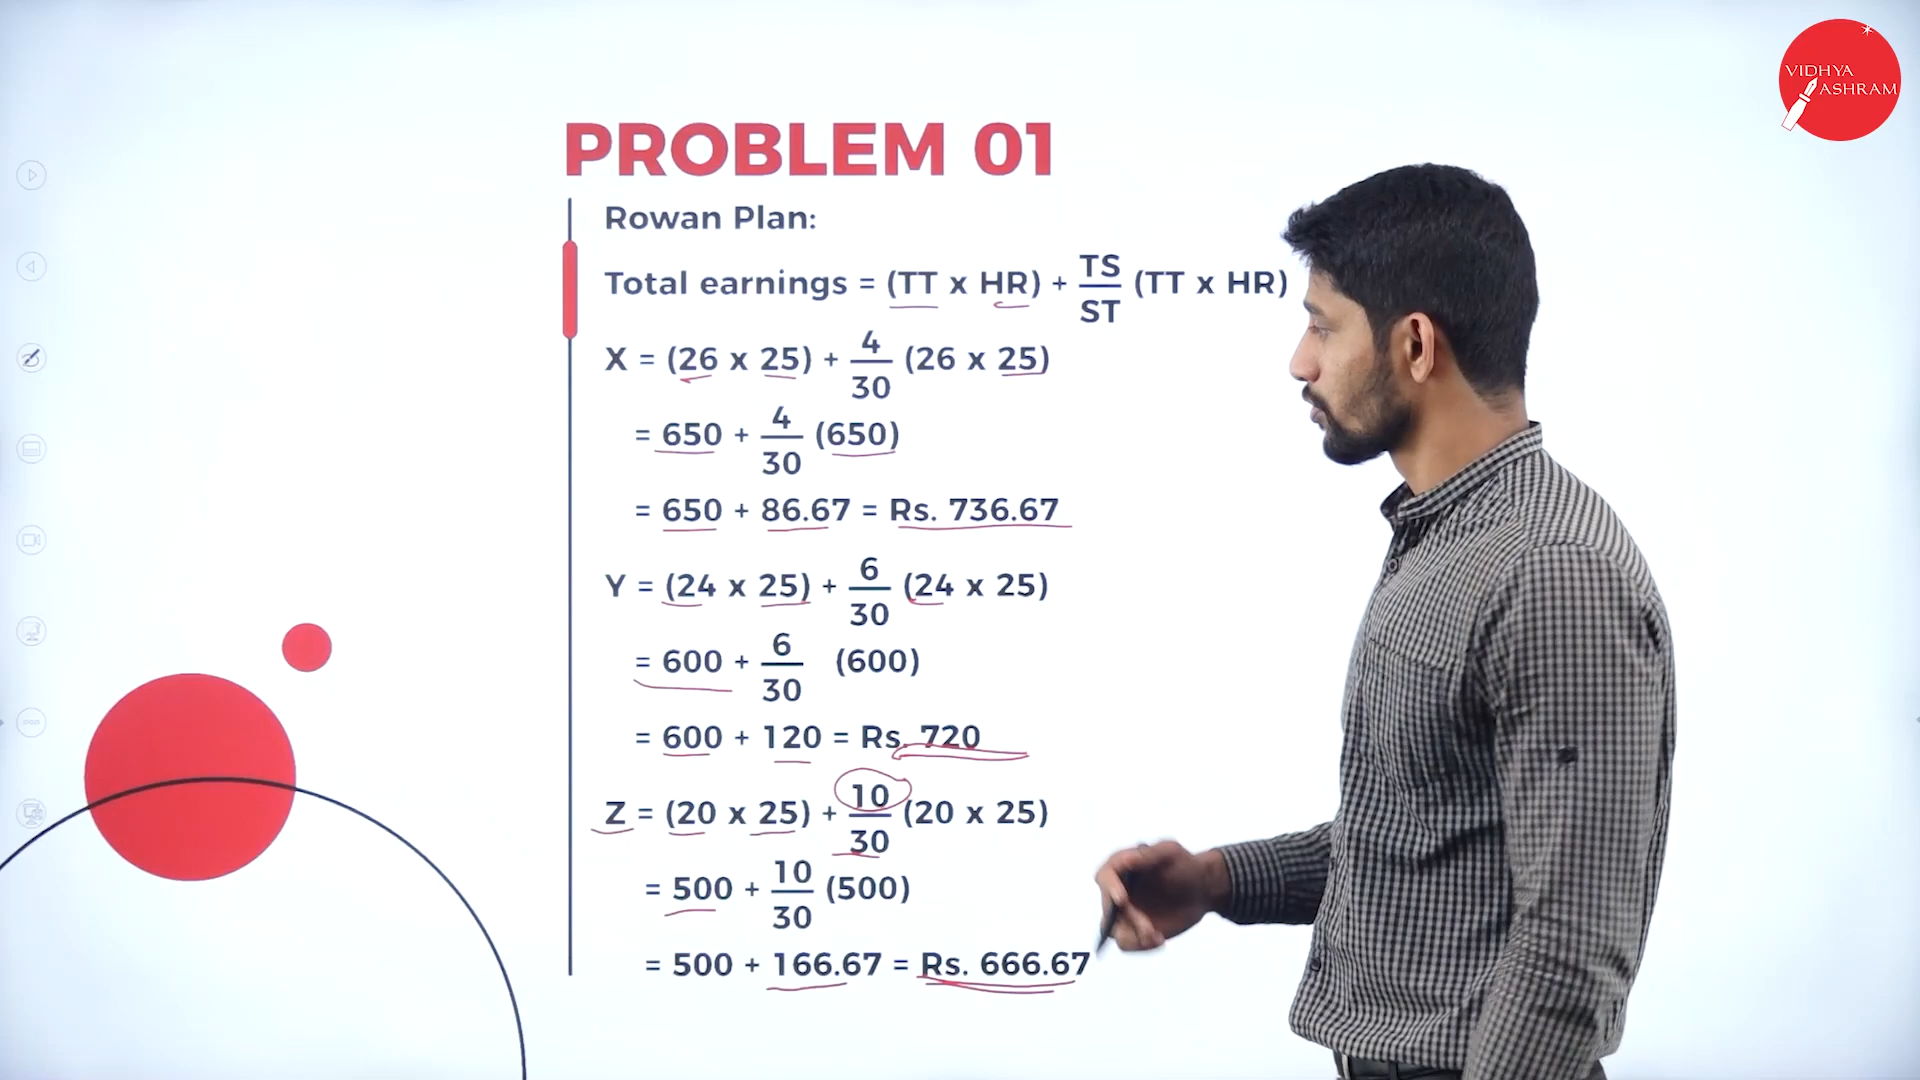 VIDHYA
ASHRAM
PROBLEM 01
Rowan Plan:
Total earnings = (TT x HR) + TS/ST (TT x HR)
X = (26 x 25) + 4/30 (26 x 25)
= 650 + 4/30 (650)
= 650 + 86.67 = Rs. 736.67
Y = (24 x 25) + 6/30 (24 x 25)
= 600 + 6/30 (600)
= 600 + 120 = Rs. 720
Z = (20 x 25) + 10/30 (20 x 25)
= 500 + 10/30 (500)
= 500 + 166.67 = Rs. 666.67